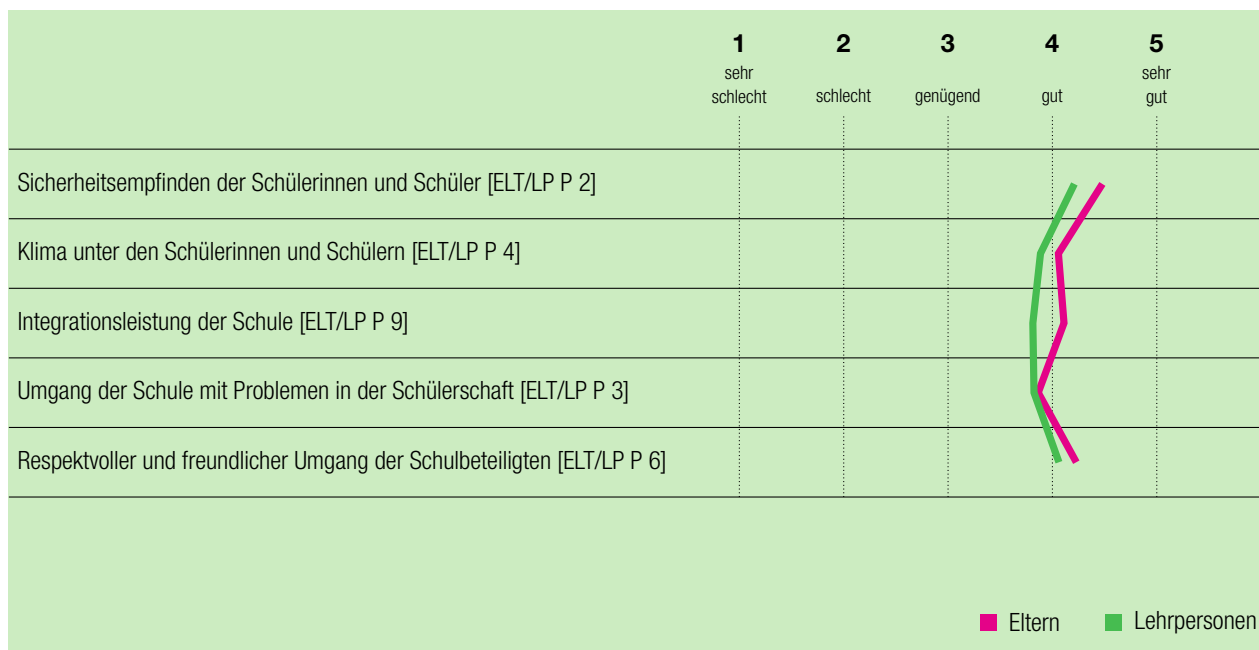 1 2 3 4 5
sehr schlecht schlecht genügend gut sehr gut
Sicherheitsempfinden der Schülerinnen und Schüler [ELT/LP P 2]
Klima unter den Schülerinnen und Schülern [ELT/LP P 4]
Integrationsleistung der Schule [ELT/LP P 9]
Umgang der Schule mit Problemen in der Schülerschaft [ELT/LP P 3]
Respektvoller und freundlicher Umgang der Schulbeteiligten [ELT/LP P 6]
Eltern Lehrpersonen